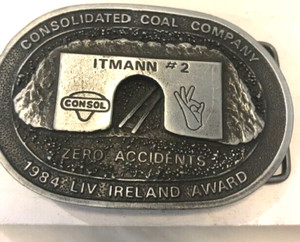 CONSOLIDATED COAL COMPANY
ITMANN #2
CONSOL
ZERO ACCIDENTS
1984 LIV. IRELAND AWARD